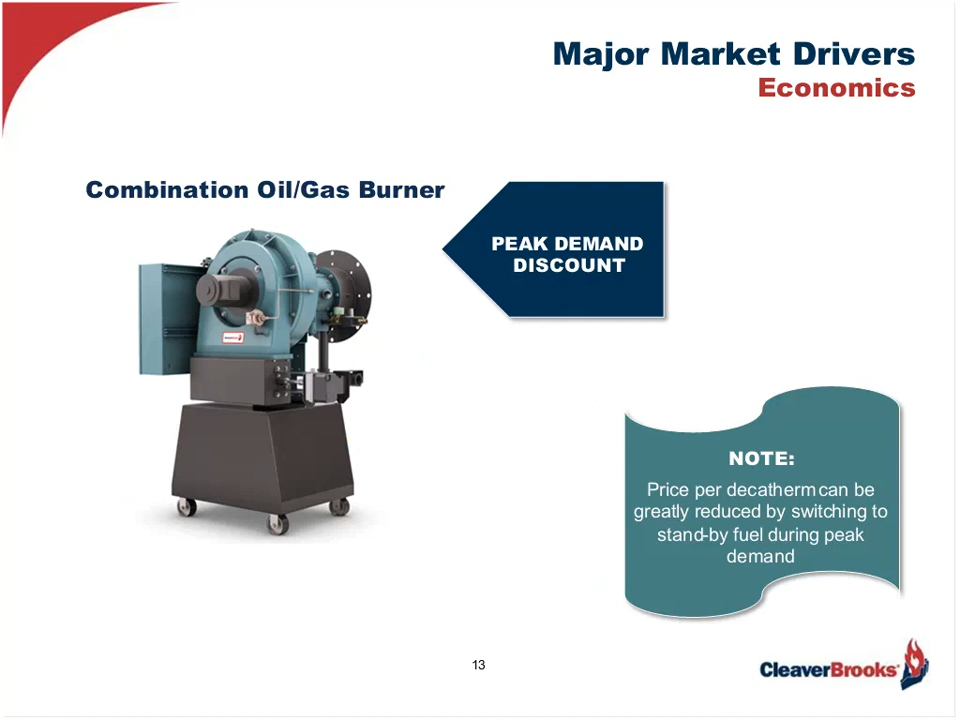 Major Market Drivers
Economics
Combination Oil/Gas Burner
PEAK DEMAND
DISCOUNT
NOTE:
Price per decatherm can be
greatly reduced by switching to
stand-by fuel during peak
demand
13
CleaverBrooks